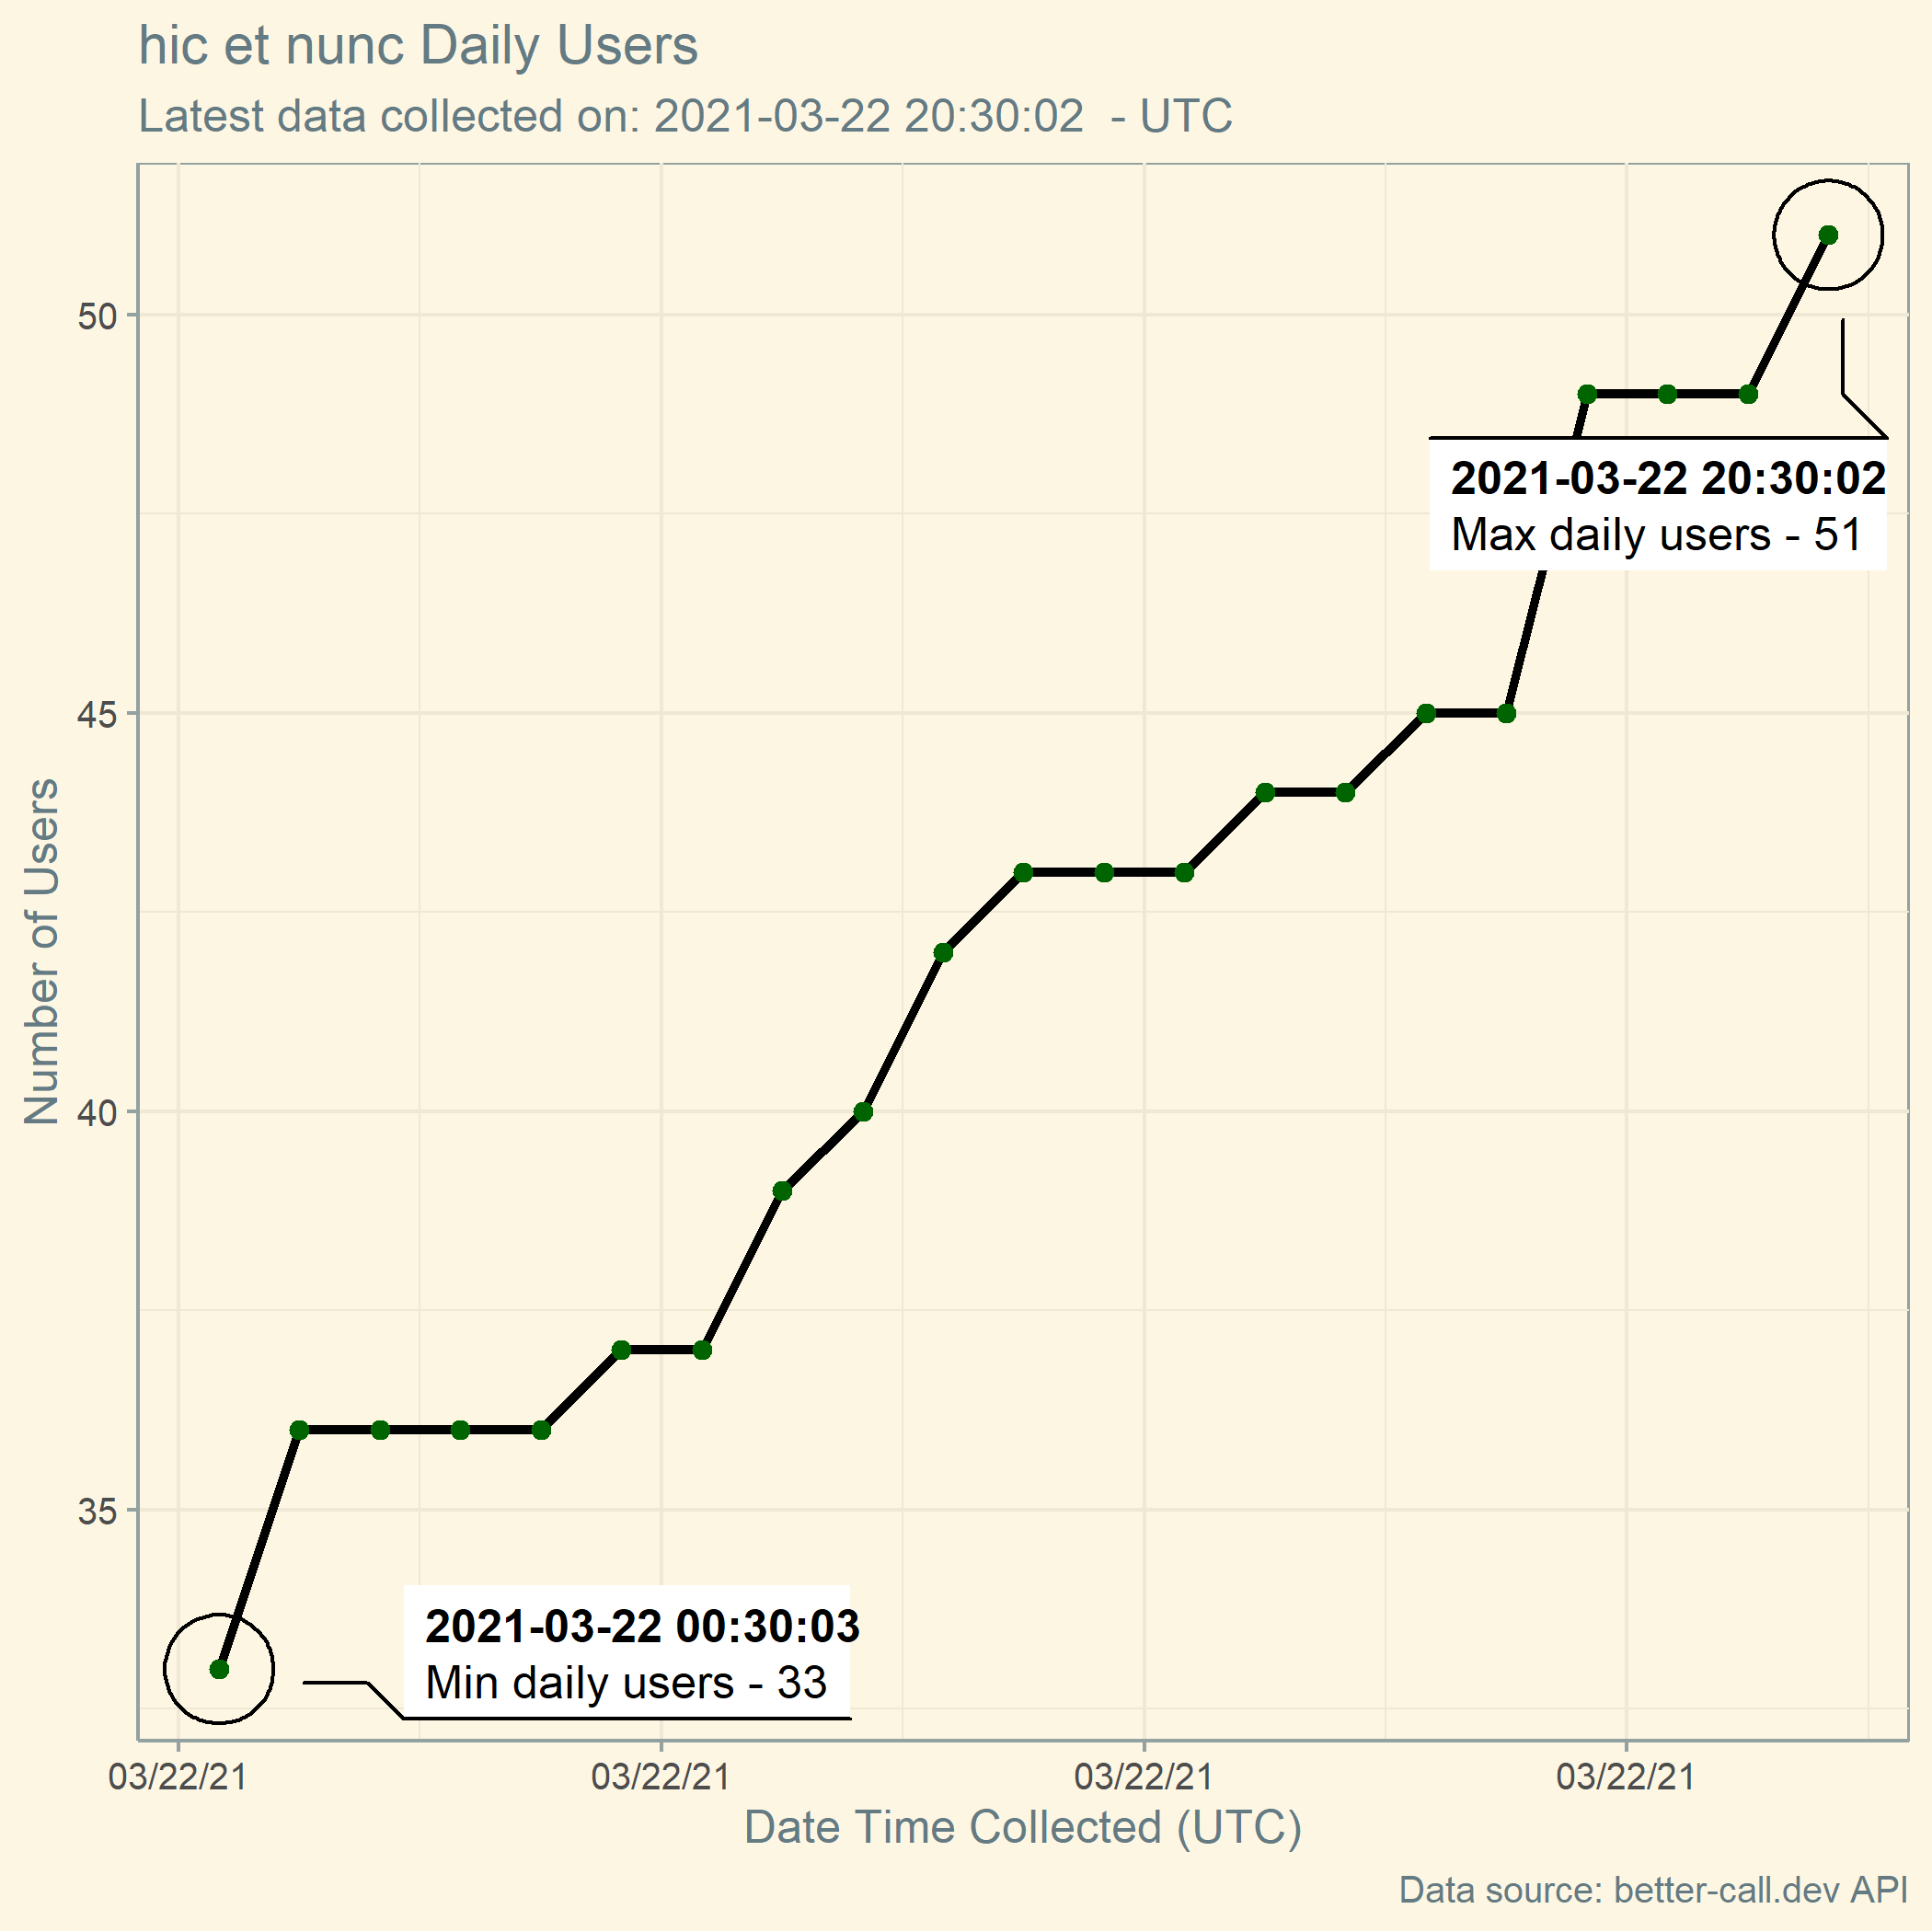 hic et nunc Daily Users
Latest data collected on: 2021-03-22 20:30:02  - UTC
50
45
40
35
Number of Users
2021-03-22 20:30:02
Max daily users - 51
2021-03-22 00:30:03
Min daily users - 33
03/22/21
03/22/21
03/22/21
03/22/21
Date Time Collected (UTC)
Data source: better-call.dev API